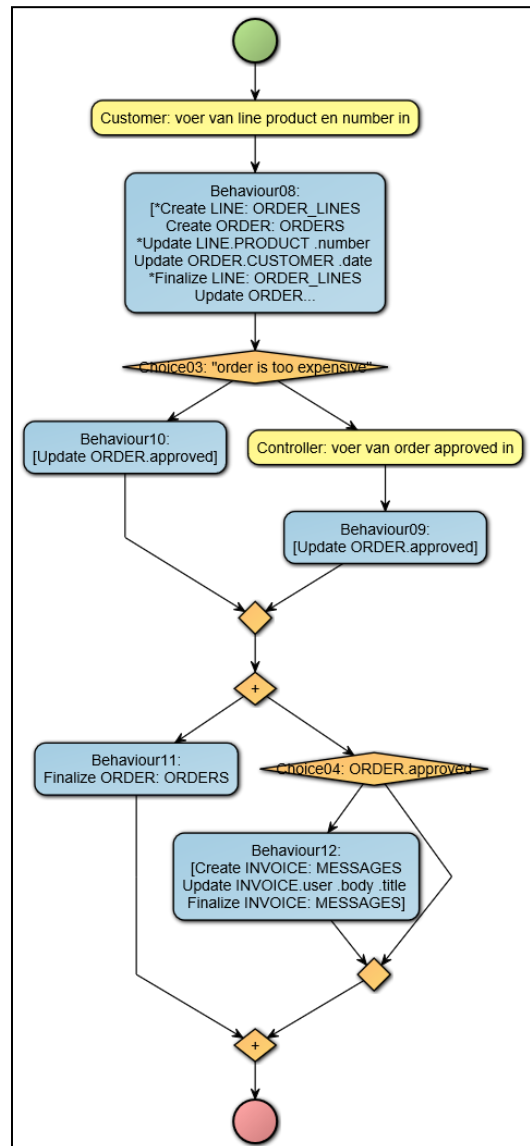 Customer: voer van line product en number in
Behaviour08:
[*Create LINE: ORDER_LINES
Create ORDER: ORDERS
*Update LINE.PRODUCT .number
Update ORDER.CUSTOMER .date
*Finalize LINE: ORDER_LINES
Update ORDER...
Choice03: "order is too expensive"
Behaviour10:
[Update ORDER.approved]
Controller: voer van order approved in
Behaviour09:
[Update ORDER.approved]
+
Behaviour11:
Finalize ORDER: ORDERS
Choice04: ORDER.approved
Behaviour12:
[Create INVOICE: MESSAGES
Update INVOICE.user .body .title
Finalize INVOICE: MESSAGES]
+